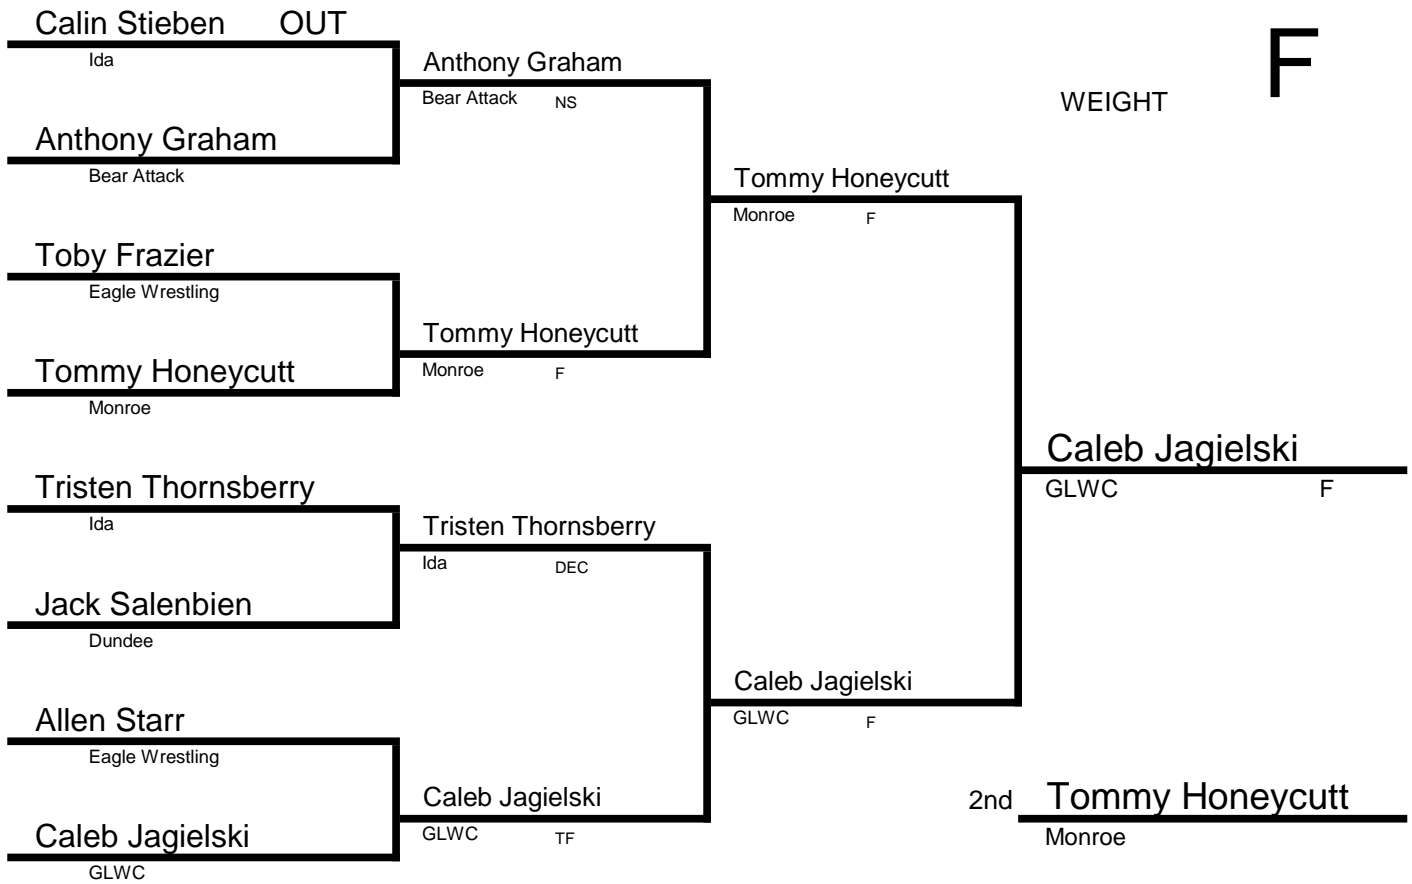 Calin Stieben OUT
Ida
Anthony Graham
Bear Attack
Toby Frazier
Eagle Wrestling
Tommy Honeycutt
Monroe
Tristen Thornsberry
Ida
Jack Salenbien
Dundee
Allen Starr
Eagle Wrestling
Caleb Jagielski
GLWC
Anthony Graham
Bear Attack NS
Tommy Honeycutt
Monroe F
Tristen Thornsberry
Ida DEC
Caleb Jagielski
GLWC TF
Tommy Honeycutt
Monroe F
Caleb Jagielski
GLWC F
WEIGHT F
Caleb Jagielski
GLWC F
2nd Tommy Honeycutt
Monroe